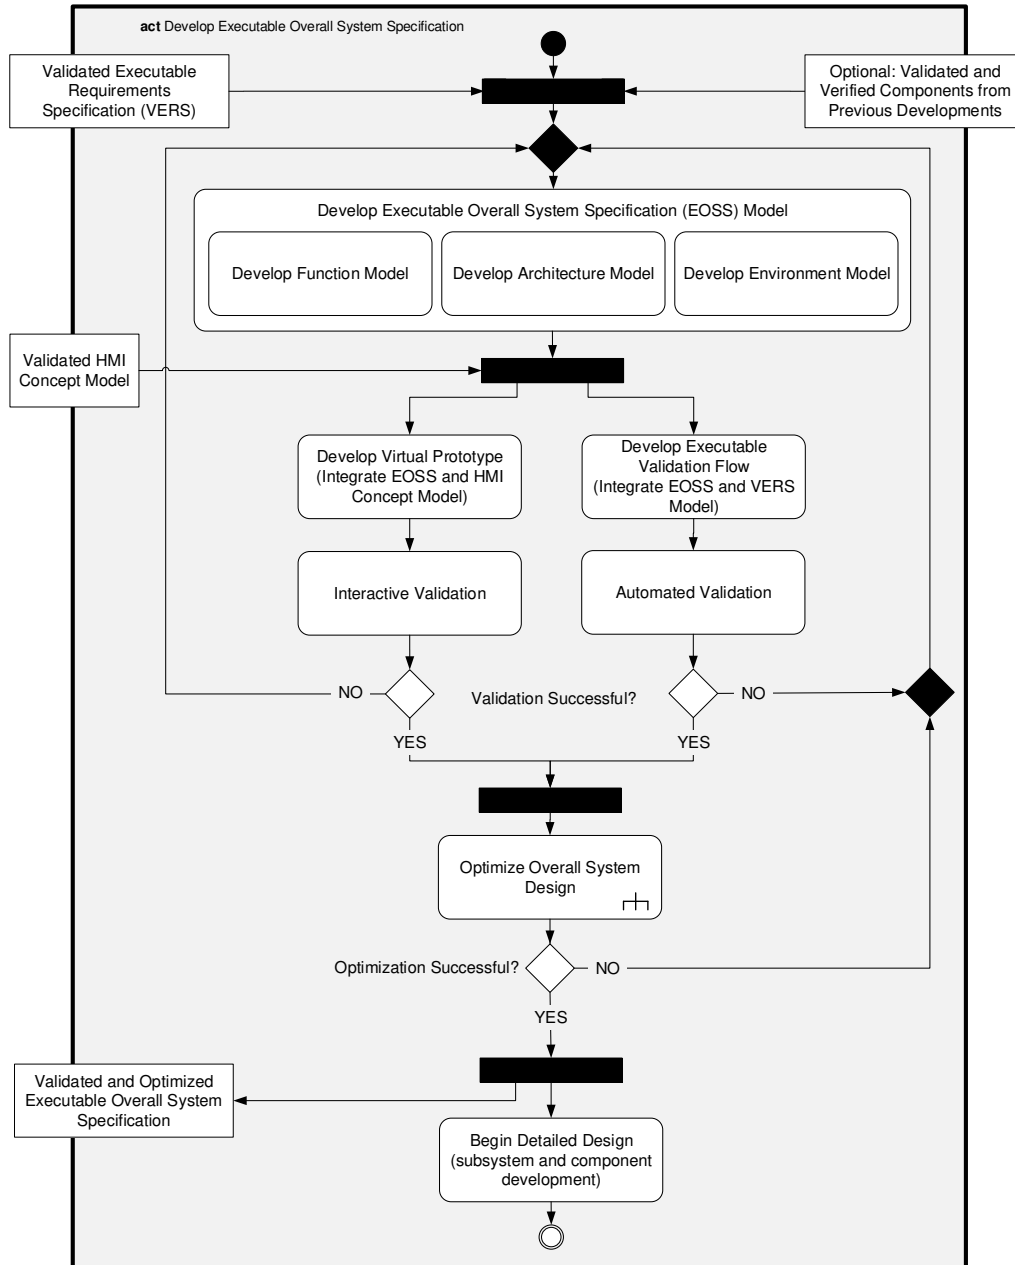 act Develop Executable Overall System Specification
Validated Executable
Requirements
Specification (VERS)
Optional: Validated and
Verified Components from
Previous Developments
Develop Executable Overall System Specification (EOSS) Model
Develop Function Model
Develop Architecture Model
Develop Environment Model
Validated HMI
Concept Model
Develop Virtual Prototype
(Integrate EOSS and HMI
Concept Model)
Develop Executable
Validation Flow
(Integrate EOSS and VERS
Model)
Interactive Validation
Automated Validation
NO
Validation Successful?
NO
YES
YES
Optimize Overall System
Design
Optimization Successful?
NO
YES
Validated and Optimized
Executable Overall System
Specification
Begin Detailed Design
(subsystem and component
development)